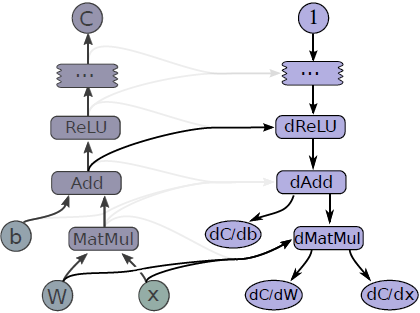 C
1
...
...
ReLU
dReLU
Add
dAdd
b
MatMul
dC/db
dMatMul
W
x
dC/dW
dC/dx